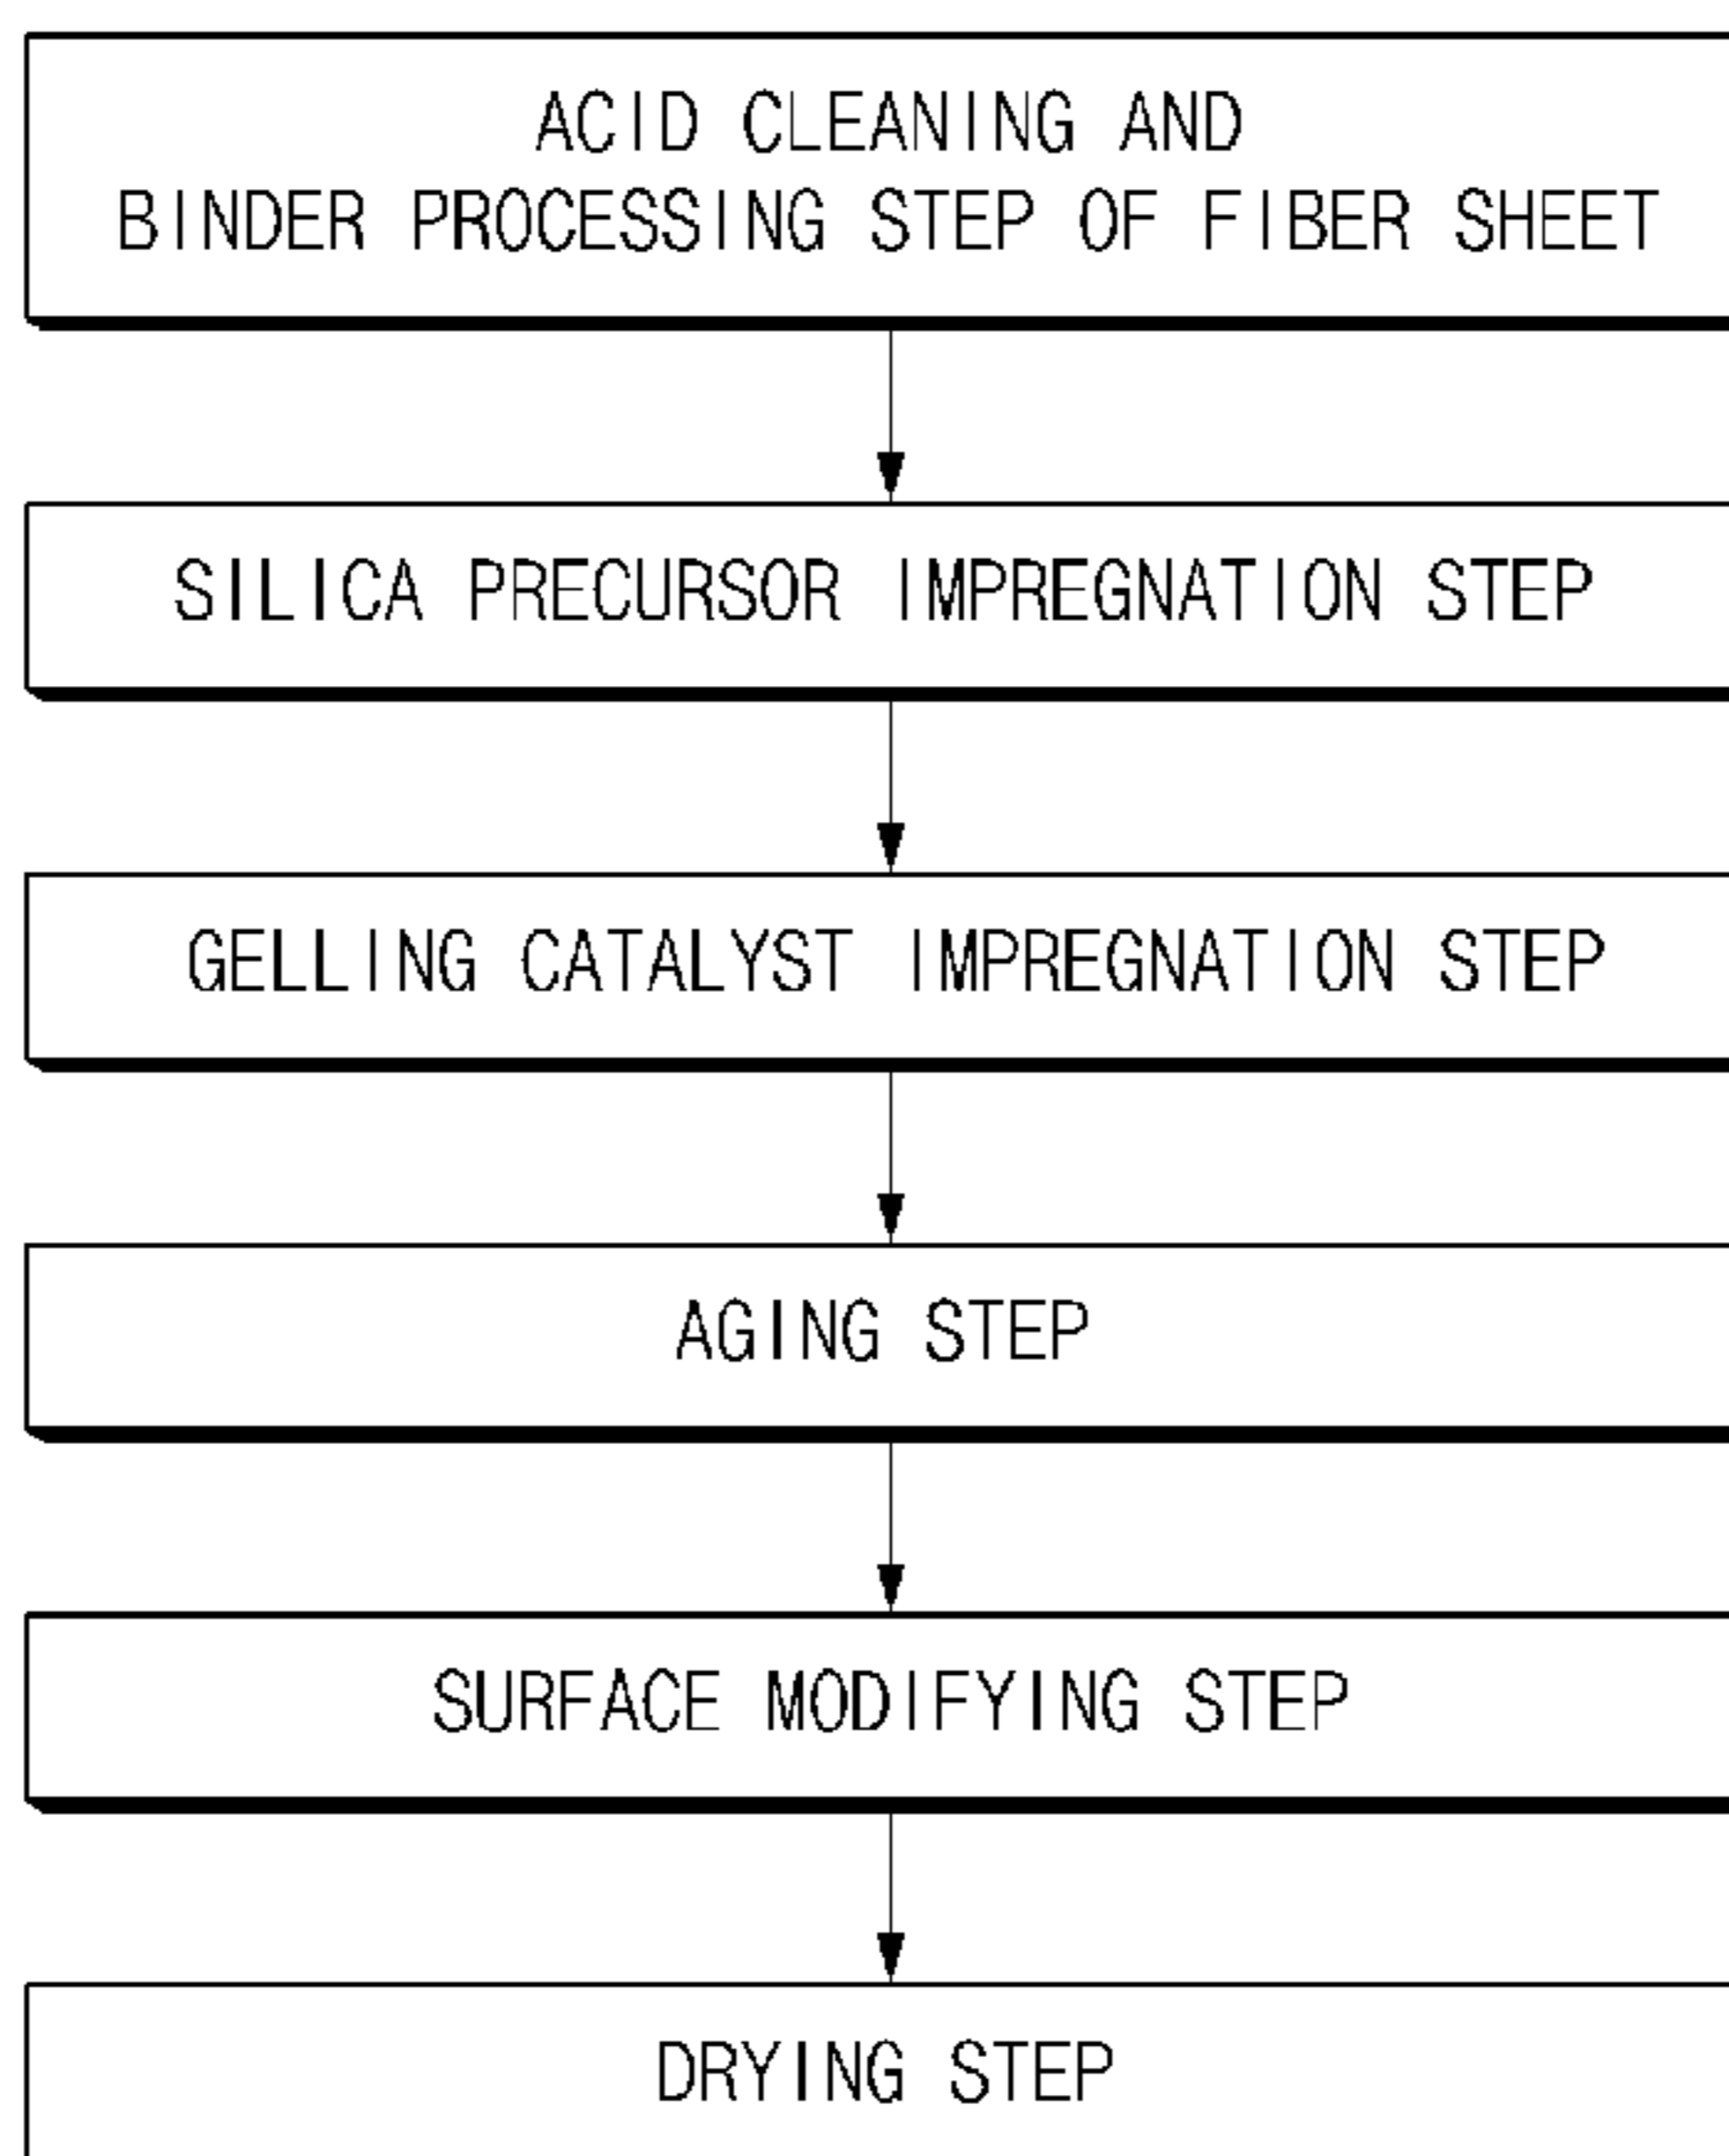 ACID CLEANING AND
BINDER PROCESSING STEP OF FIBER SHEET
SILICA PRECURSOR IMPREGNATION STEP
GELLING CATALYST IMPREGNATION STEP
AGING STEP
SURFACE MODIFYING STEP
DRYING STEP